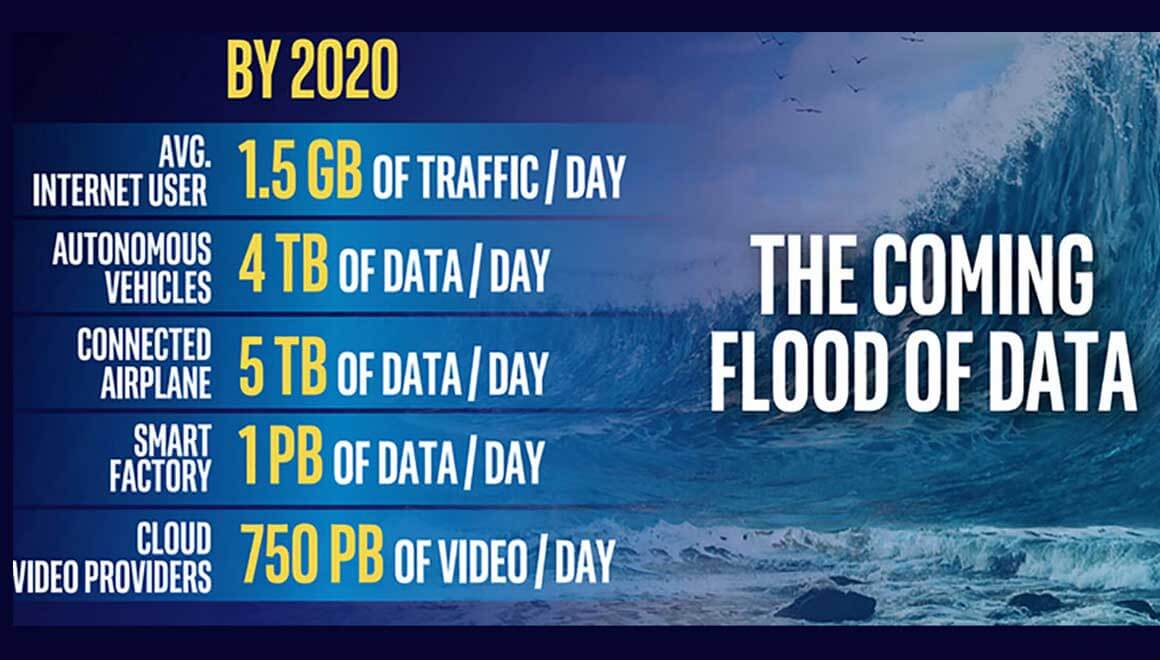 BY 2020
AVG.
INTERNET USER
1.5 GB OF TRAFFIC / DAY
AUTONOMOUS
VEHICLES
4 TB OF DATA / DAY
CONNECTED
AIRPLANE
5 TB OF DATA / DAY
SMART
FACTORY
1 PB OF DATA / DAY
CLOUD
VIDEO PROVIDERS
750 PB OF VIDEO / DAY
THE COMING
FLOOD OF DATA